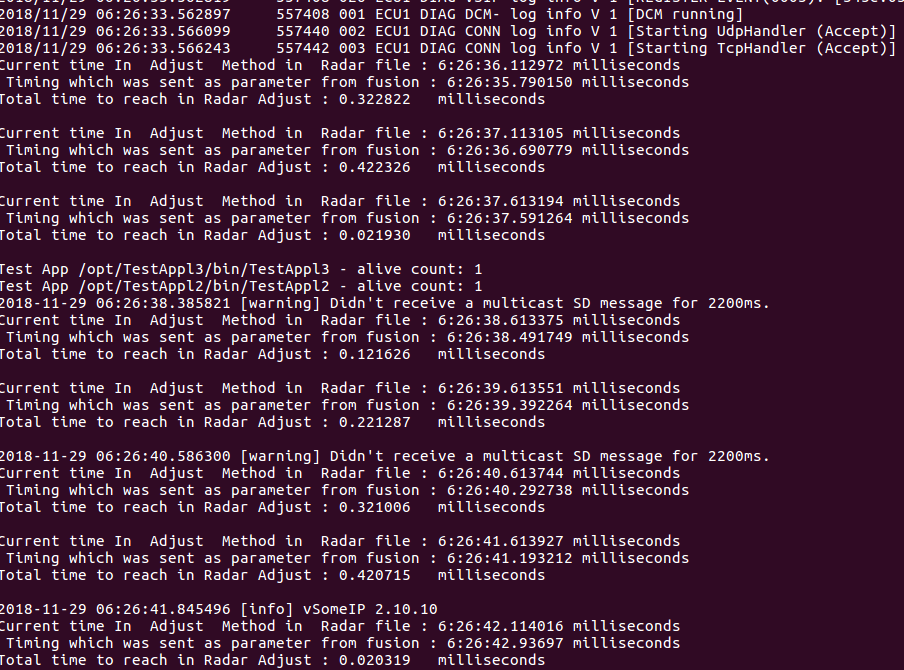 2018/11/29 06:26:33.562897 557408 001 ECU1 DIAG DCM- log info V 1 [DCM running]
2018/11/29 06:26:33.566099 557440 002 ECU1 DIAG CONN log info V 1 [Starting UdpHandler (Accept)]
2018/11/29 06:26:33.566243 557442 003 ECU1 DIAG CONN log info V 1 [Starting TcpHandler (Accept)]
Current time In Adjust Method in Radar file : 6:26:36.112972 milliseconds
Timing which was sent as parameter from fusion : 6:26:35.790150 milliseconds
Total time to reach in Radar Adjust : 0.322822 milliseconds
Current time In Adjust Method in Radar file : 6:26:37.113105 milliseconds
Timing which was sent as parameter from fusion : 6:26:36.690779 milliseconds
Total time to reach in Radar Adjust : 0.422326 milliseconds
Current time In Adjust Method in Radar file : 6:26:37.613194 milliseconds
Timing which was sent as parameter from fusion : 6:26:37.591264 milliseconds
Total time to reach in Radar Adjust : 0.021930 milliseconds
Test App /opt/TestAppl3/bin/TestAppl3 - alive count: 1
Test App /opt/TestAppl2/bin/TestAppl2 - alive count: 1
2018-11-29 06:26:38.385821 [warning] Didn't receive a multicast SD message for 2200ms.
Current time In Adjust Method in Radar file : 6:26:38.613375 milliseconds
Timing which was sent as parameter from fusion : 6:26:38.491749 milliseconds
Total time to reach in Radar Adjust : 0.121626 milliseconds
Current time In Adjust Method in Radar file : 6:26:39.613551 milliseconds
Timing which was sent as parameter from fusion : 6:26:39.392264 milliseconds
Total time to reach in Radar Adjust : 0.221287 milliseconds
2018-11-29 06:26:40.586300 [warning] Didn't receive a multicast SD message for 2200ms.
Current time In Adjust Method in Radar file : 6:26:40.613744 milliseconds
Timing which was sent as parameter from fusion : 6:26:40.292738 milliseconds
Total time to reach in Radar Adjust : 0.321006 milliseconds
Current time In Adjust Method in Radar file : 6:26:41.613927 milliseconds
Timing which was sent as parameter from fusion : 6:26:41.193212 milliseconds
Total time to reach in Radar Adjust : 0.420715 milliseconds
2018-11-29 06:26:41.845496 [info] vSomeIP 2.10.10
Current time In Adjust Method in Radar file : 6:26:42.114016 milliseconds
Timing which was sent as parameter from fusion : 6:26:42.93697 milliseconds
Total time to reach in Radar Adjust : 0.020319 milliseconds